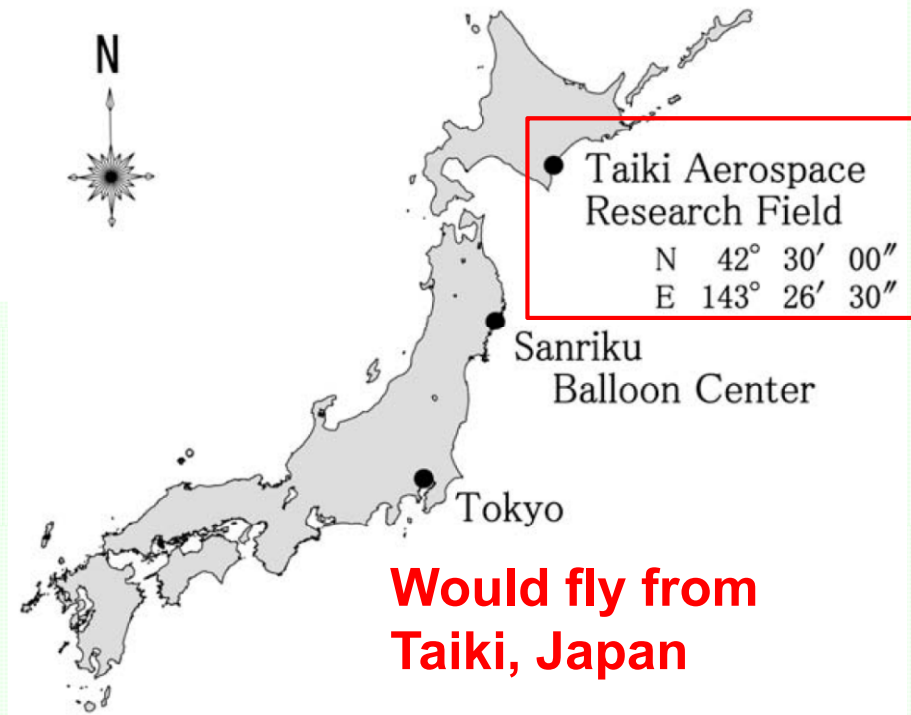 N
Taiki Aerospace
Research Field
N 42° 30′ 00″
E 143° 26′ 30″
Sanriku
Balloon Center
Tokyo
Would fly from
Taiki, Japan